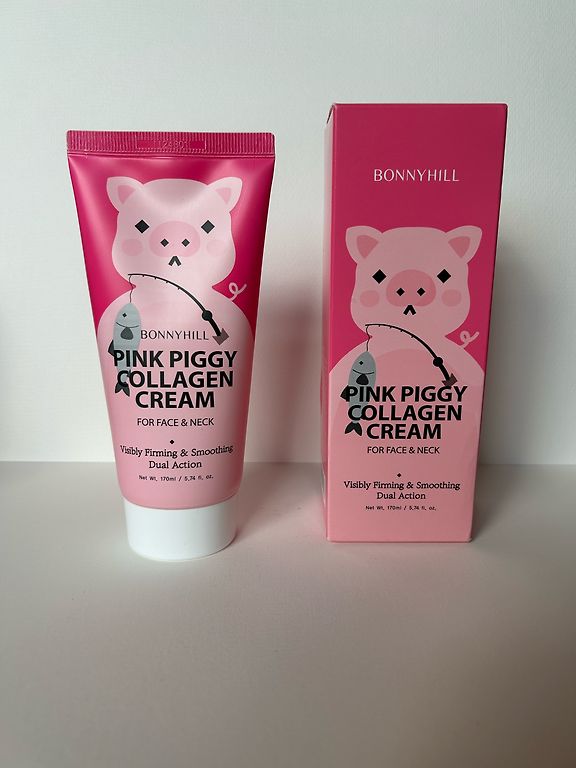 BONNYHILL
PINK PIGGY
COLLAGEN
CREAM
FOR FACE & NECK
Visibly Firming & Smoothing
Dual Action
Net Wt. 170ml / 5.74 fl. oz.
BONNYHILL
PINK PIGGY
COLLAGEN
CREAM
FOR FACE & NECK
Visibly Firming & Smoothing
Dual Action
Net Wt. 170ml / 5.74 fl. oz.